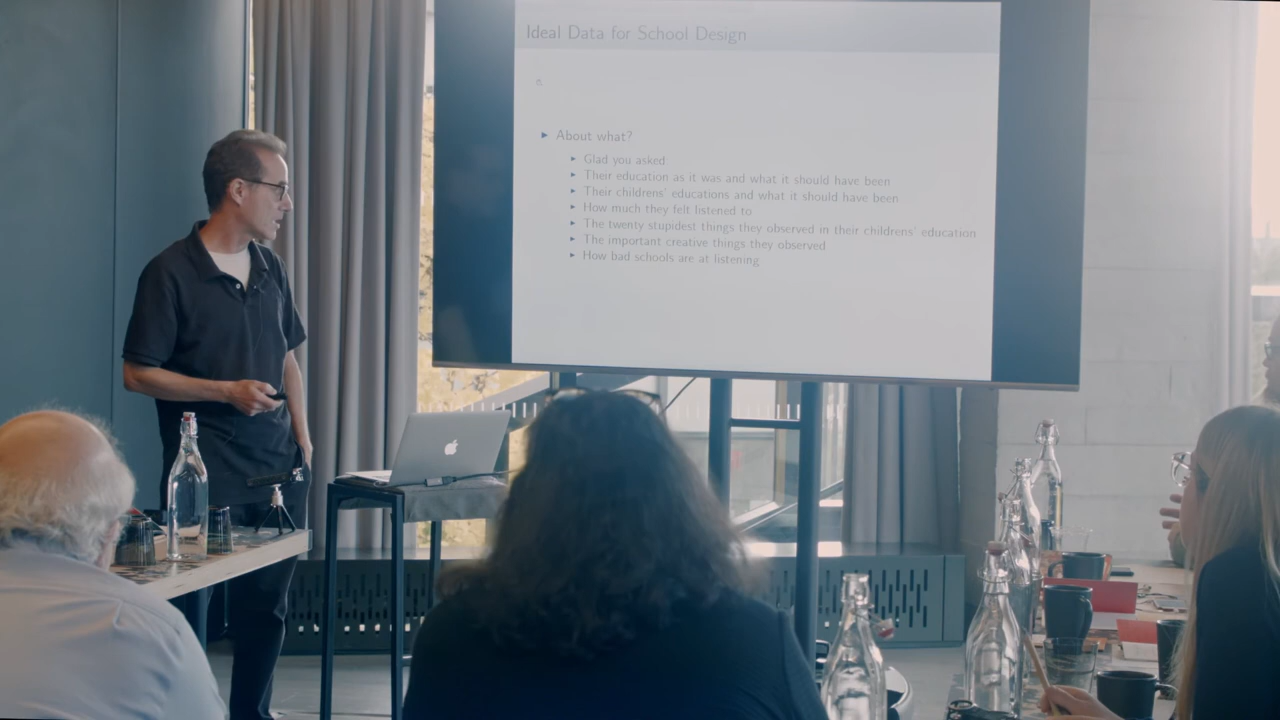 Ideal Data for School Design
► About what?
► Glad you asked
► Their education as it was and what it should have been
► Their childrens' educations and what it should have been
► How much they felt listened to
► The twenty stupidest things they observed in their childrens' education
► The important creative things they observed
► How bad schools are at listening